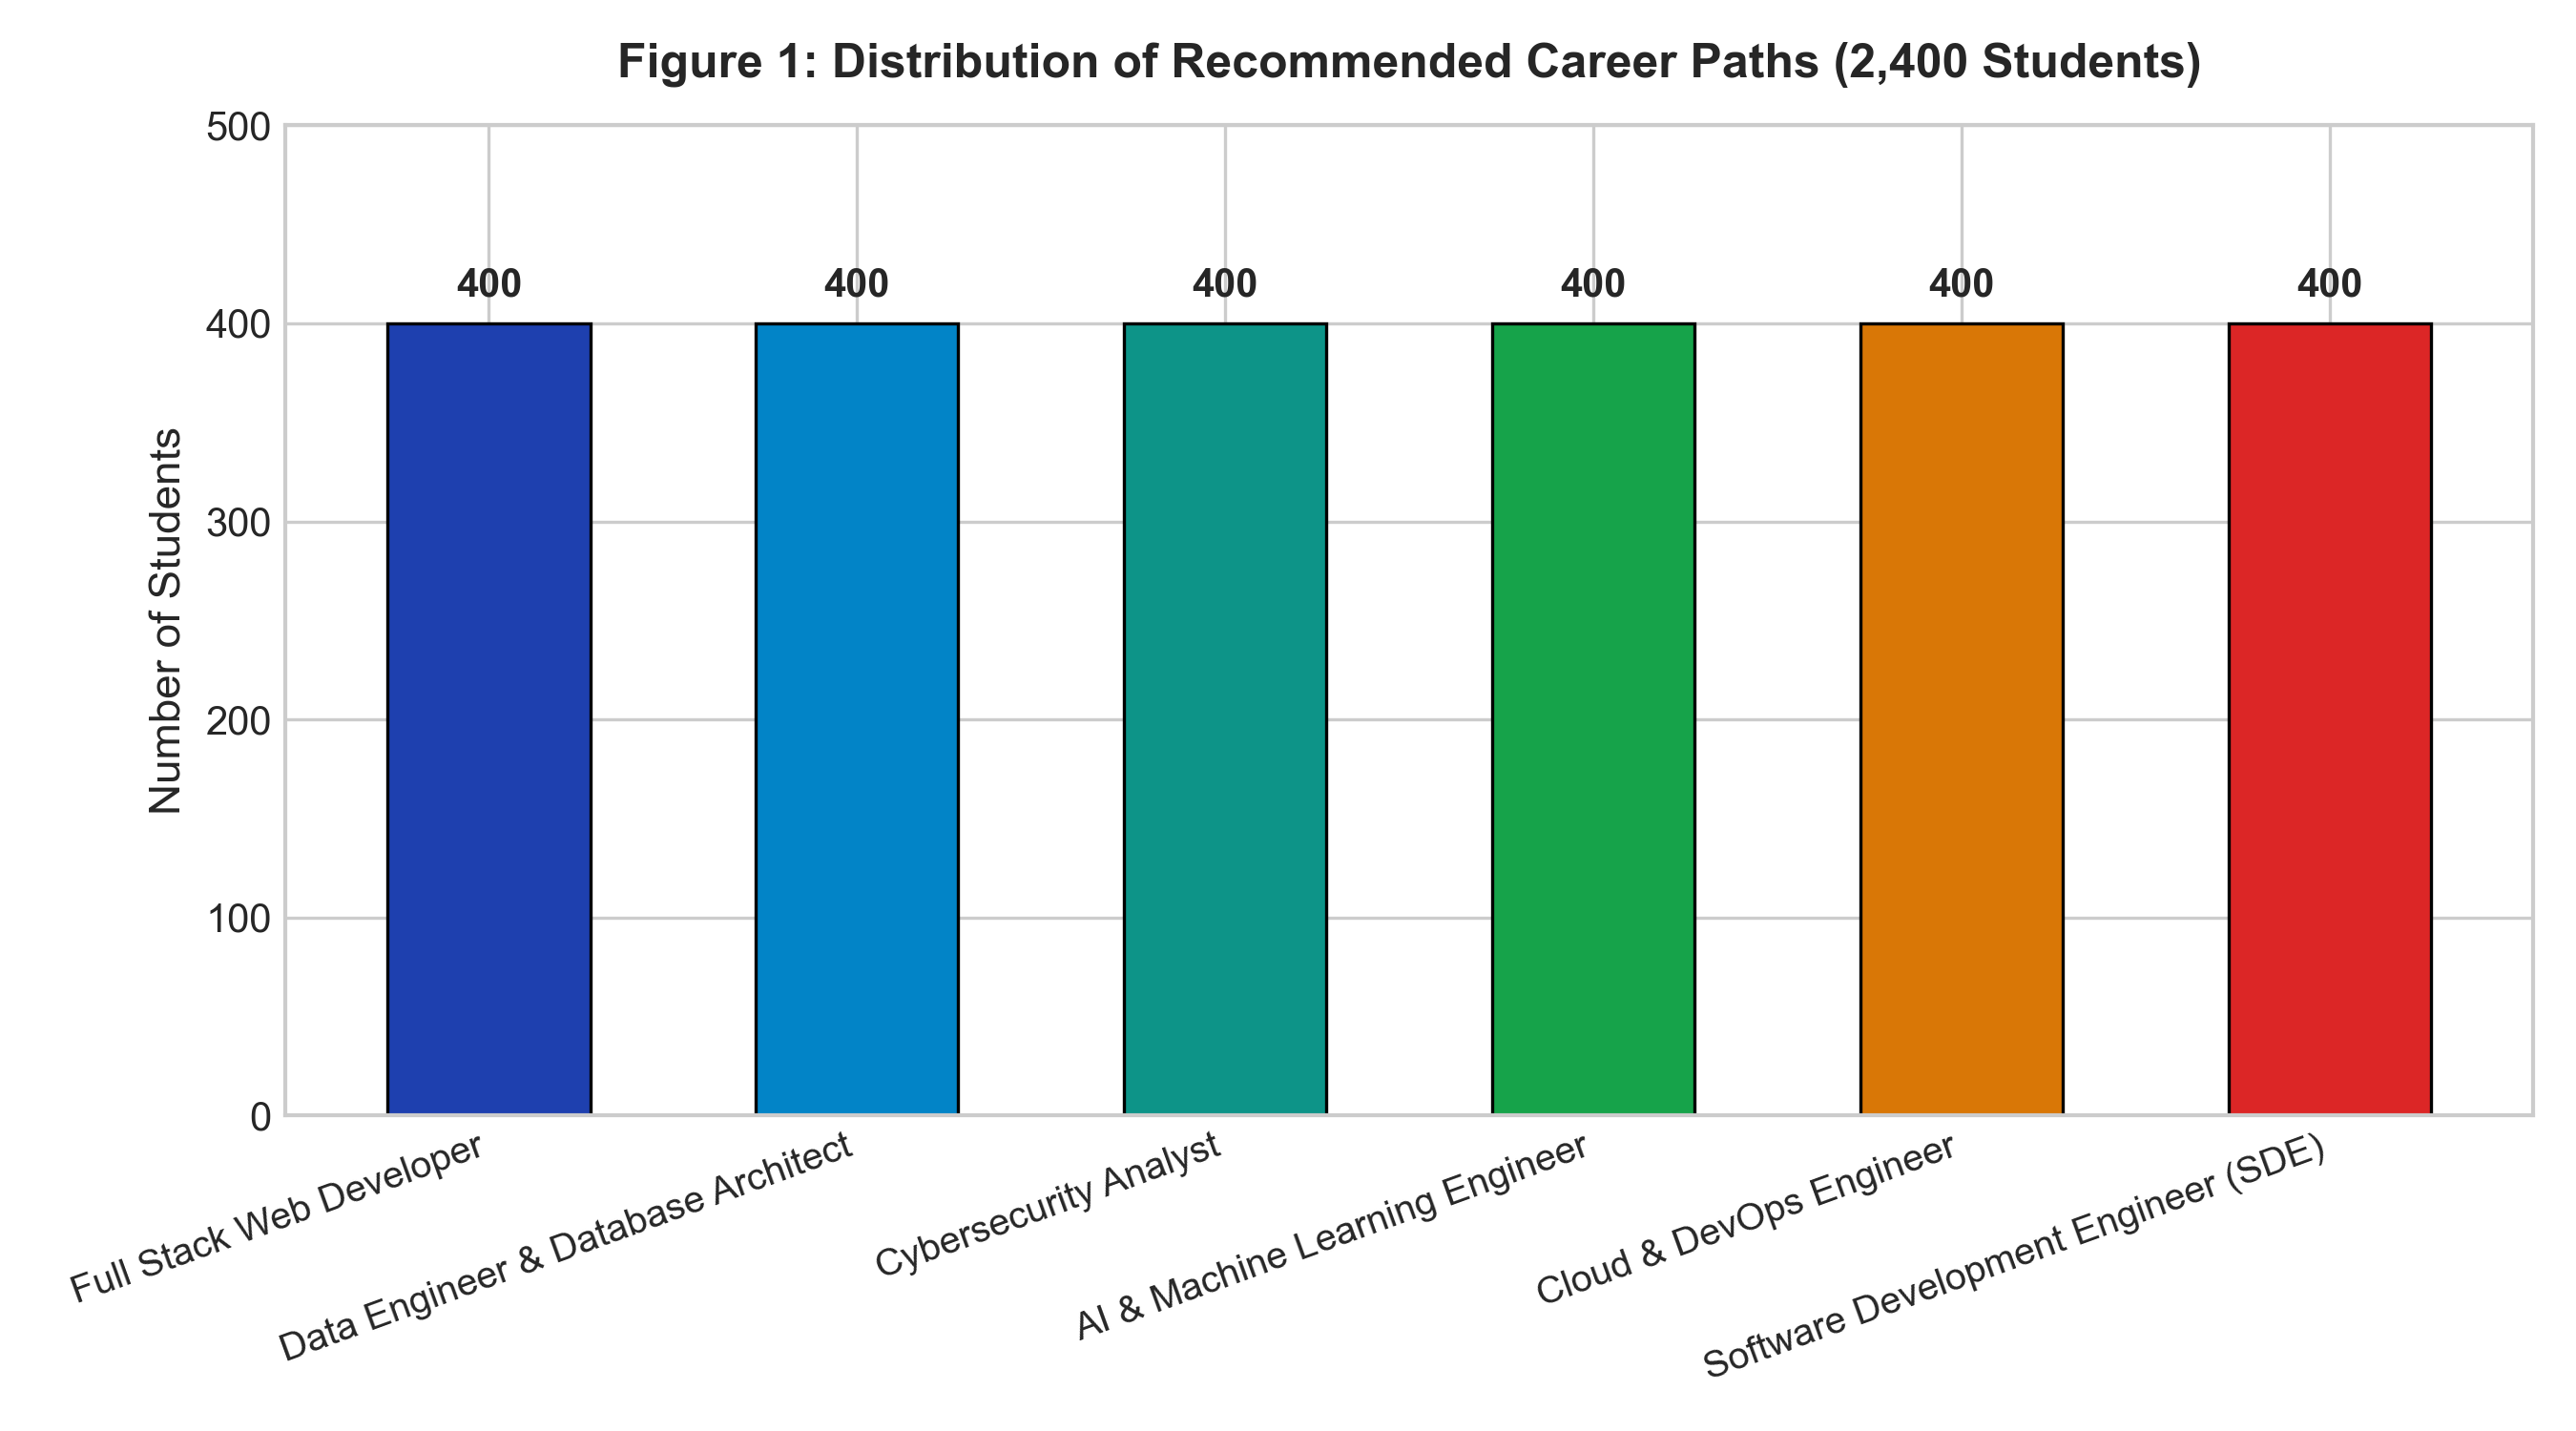 Figure 1: Distribution of Recommended Career Paths (2,400 Students)
500
400
300
200
100
0
Number of Students
400
400
400
400
400
400
Full Stack Web Developer
Data Engineer & Database Architect
Cybersecurity Analyst
AI & Machine Learning Engineer
Cloud & DevOps Engineer
Software Development Engineer (SDE)